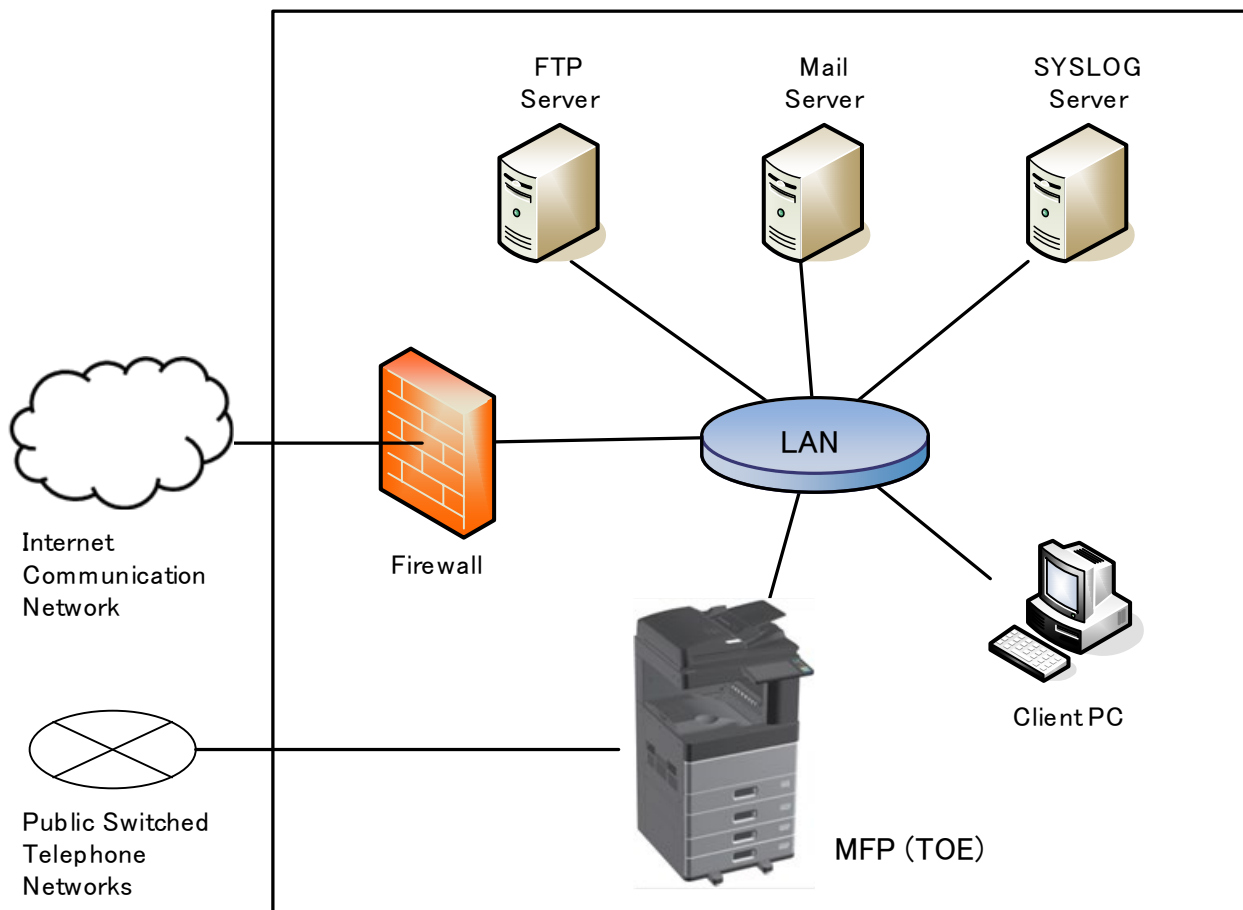 FTP
Server
Mail
Server
SYSLOG
Server
LAN
Internet
Communication
Network
Firewall
Client PC
Public Switched
Telephone
Networks
MFP (TOE)